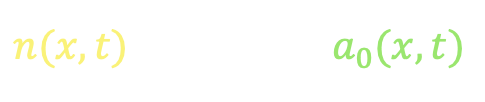 n(x, t) a₀(x, t)